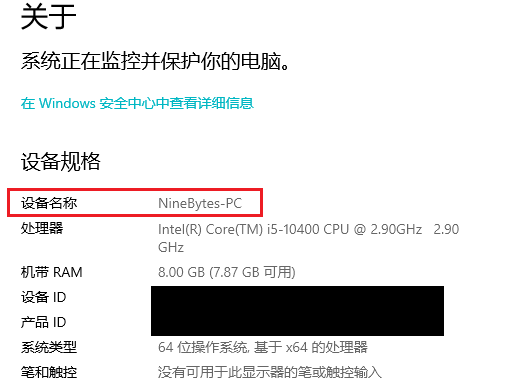 关于
系统正在监控并保护你的电脑。
在 Windows 安全中心中查看详细信息
设备规格
设备名称 NineBytes-PC
处理器 Intel(R) Core(TM) i5-10400 CPU @ 2.90GHz 2.90
GHz
机带 RAM 8.00 GB (7.87 GB 可用)
设备 ID
产品 ID
系统类型 64 位操作系统, 基于 x64 的处理器
笔和触控 没有可用于此显示器的笔或触控输入